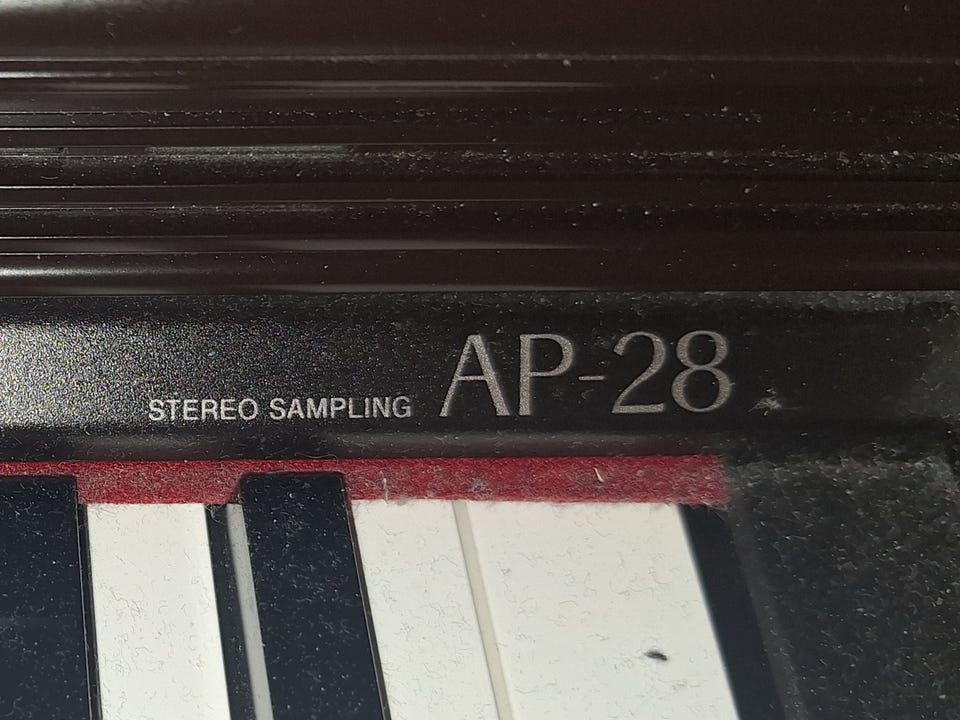 STEREO SAMPLING AP-28